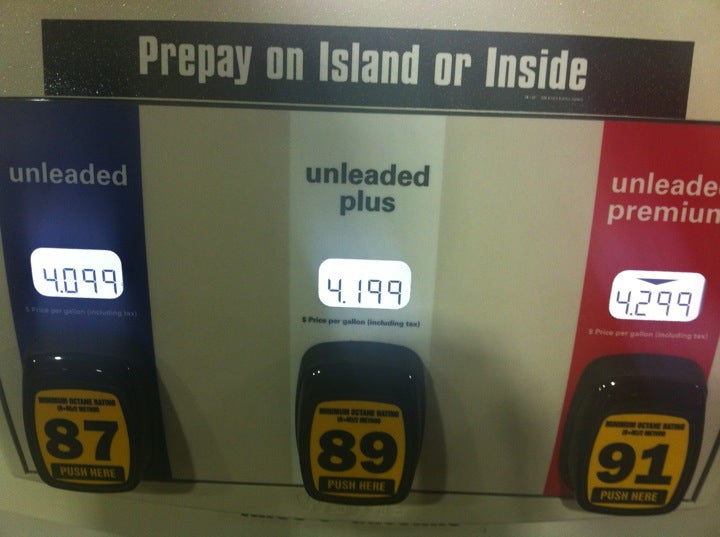 Prepay on Island or Inside
unleaded
4.099
$ Price per gallon (including tax)
MINIMUM OCTANE RATING
(R+M)/2 METHOD
87
PUSH HERE
unleaded
plus
4.199
$ Price per gallon (including tax)
MINIMUM OCTANE RATING
(R+M)/2 METHOD
89
PUSH HERE
unleade
premium
4.299
$ Price per gallon (including tax)
MINIMUM OCTANE RATING
(R+M)/2 METHOD
91
PUSH HERE